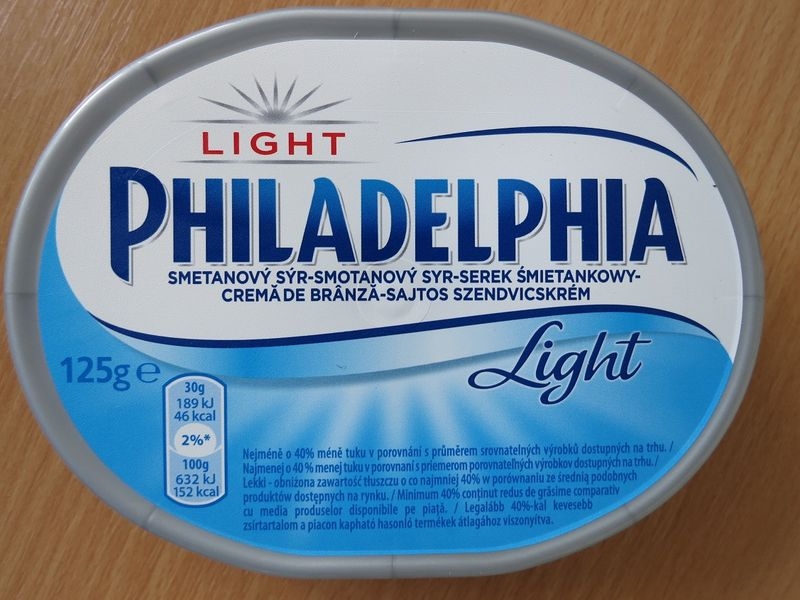 LIGHT
PHILADELPHIA
SMETANOVÝ SÝR-SMOTANOVÝ SYR-SEREK ŚMIETANKOWY-
CREMĂ DE BRÂNZĂ-SAJTOS SZENDVICSKRÉM
Light
125g e
30g
189 kJ
46 kcal
2%*
100g
632 kJ
152 kcal
Nejméně o 40% méně tuku v porovnání s průměrem srovnatelných výrobků dostupných na trhu. /
Najmenej o 40 % menej tuku v porovnaní s priemerom porovnateľných výrobkov dostupných na trhu. /
Lekki - obniżona zawartość tłuszczu o co najmniej 40% w porównaniu ze średnią podobnych
produktów dostępnych na rynku. / Minimum 40% conținut redus de grăsime comparativ
cu media produselor disponibile pe piață. / Legalább 40%-kal kevesebb
zsírtartalom a piacon kapható hasonló termékek átlagához viszonyítva.